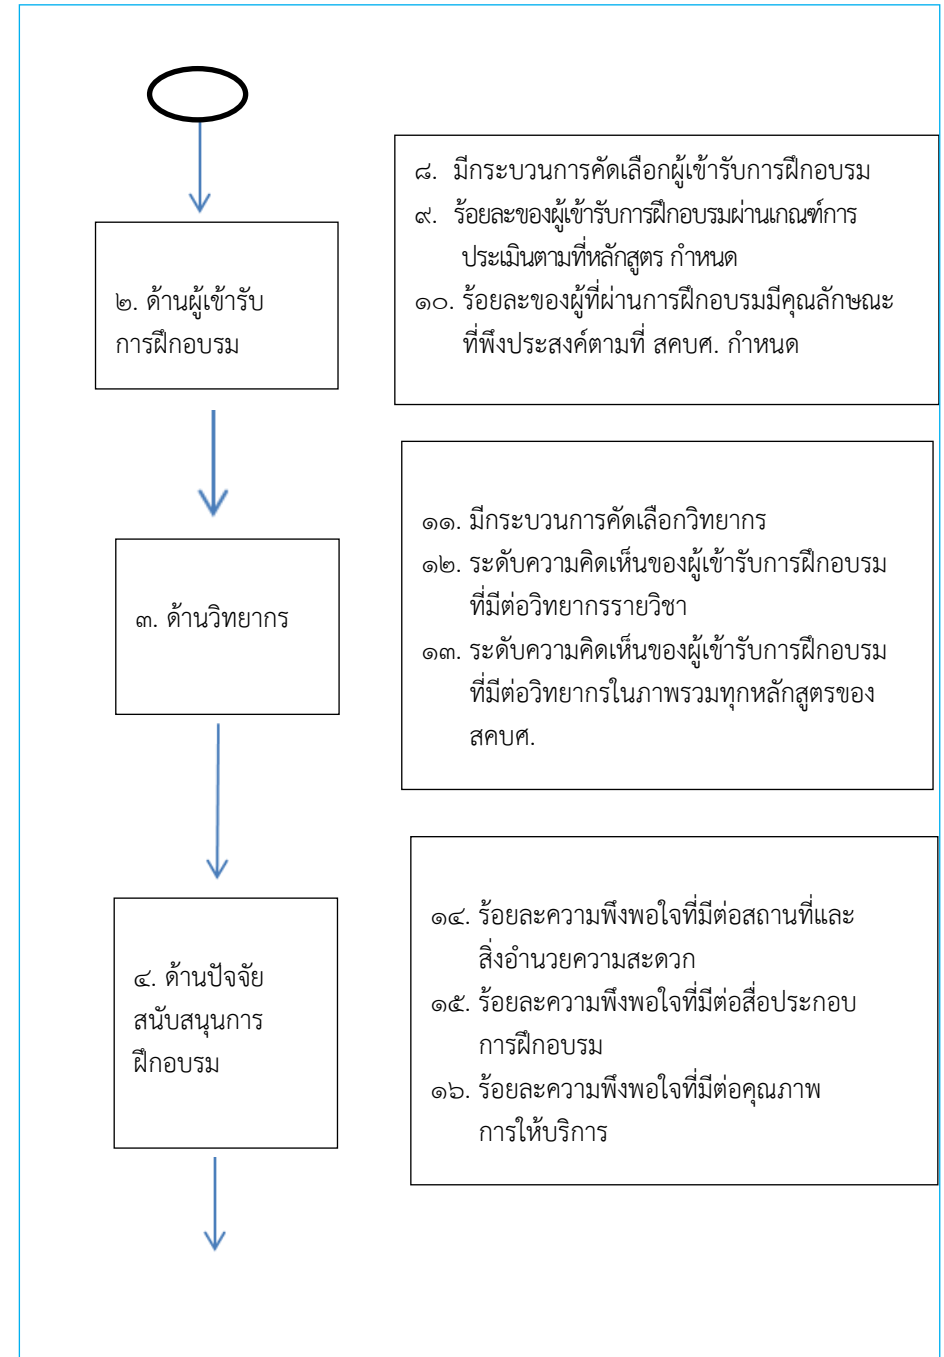 ๘. มีกระบวนการคัดเลือกผู้เข้ารับการฝึกอบรม
๙. ร้อยละของผู้เข้ารับการฝึกอบรมผ่านเกณฑ์การ
ประเมินตามที่หลักสูตร กำหนด
๑๐. ร้อยละของผู้ที่ผ่านการฝึกอบรมมีคุณลักษณะ
ที่พึงประสงค์ตามที่ สคบศ. กำหนด
๒. ด้านผู้เข้ารับ
การฝึกอบรม
๑๑. มีกระบวนการคัดเลือกวิทยากร
๑๒. ระดับความคิดเห็นของผู้เข้ารับการฝึกอบรม
ที่มีต่อวิทยากรรายวิชา
๑๓. ระดับความคิดเห็นของผู้เข้ารับการฝึกอบรม
ที่มีต่อวิทยากรในภาพรวมทุกหลักสูตรของ
สคบศ.
๓. ด้านวิทยากร
๑๔. ร้อยละความพึงพอใจที่มีต่อสถานที่และ
สิ่งอำนวยความสะดวก
๑๕. ร้อยละความพึงพอใจที่มีต่อสื่อประกอบ
การฝึกอบรม
๑๖. ร้อยละความพึงพอใจที่มีต่อคุณภาพ
การให้บริการ
๔. ด้านปัจจัย
สนับสนุนการ
ฝึกอบรม